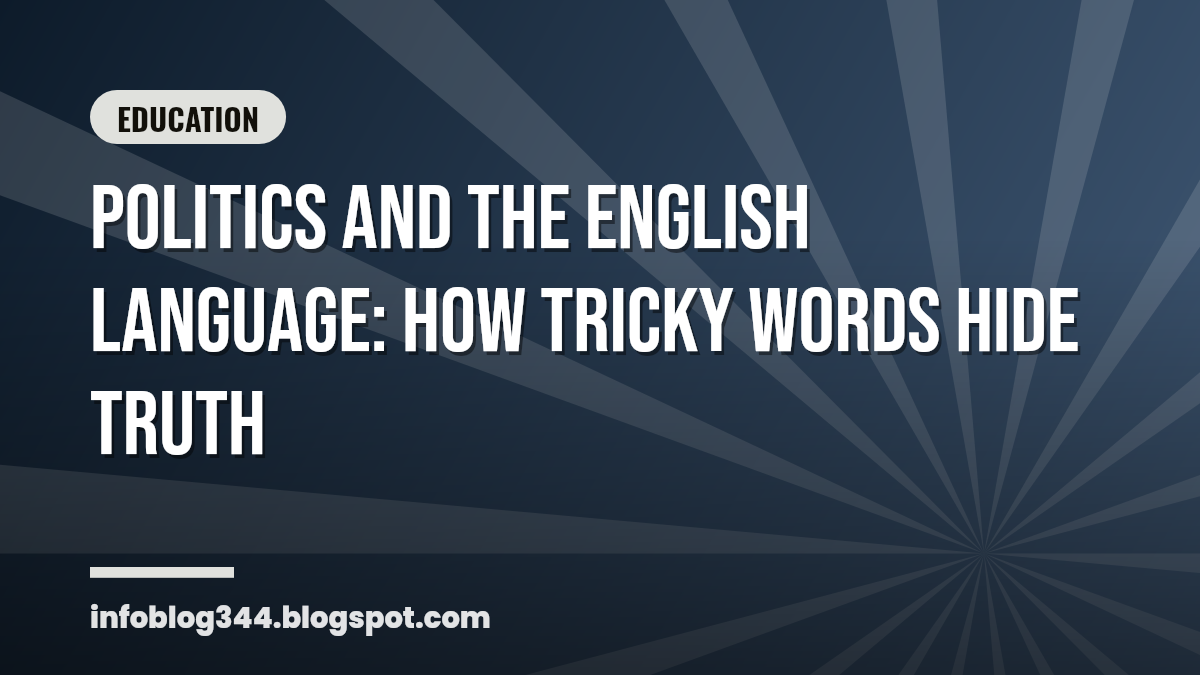 EDUCATION
POLITICS AND THE ENGLISH
LANGUAGE: HOW TRICKY WORDS HIDE
TRUTH
infoblog344.blogspot.com